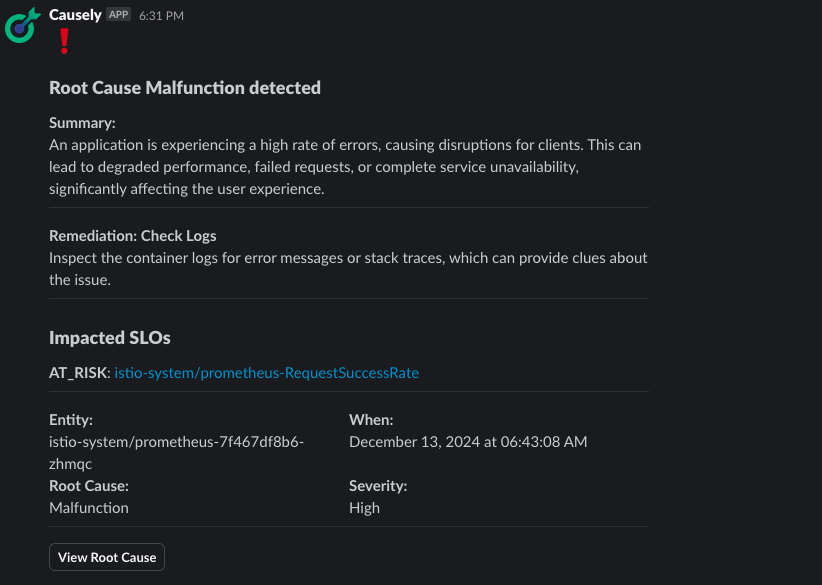 Causely APP 6:31 PM
Root Cause Malfunction detected
Summary:
An application is experiencing a high rate of errors, causing disruptions for clients. This can
lead to degraded performance, failed requests, or complete service unavailability,
significantly affecting the user experience.
Remediation: Check Logs
Inspect the container logs for error messages or stack traces, which can provide clues about
the issue.
Impacted SLOs
AT_RISK: istio-system/prometheus-RequestSuccessRate
Entity:
istio-system/prometheus-7f467df8b6-
zhmqc
When:
December 13, 2024 at 06:43:08 AM
Root Cause:
Malfunction
Severity:
High
View Root Cause